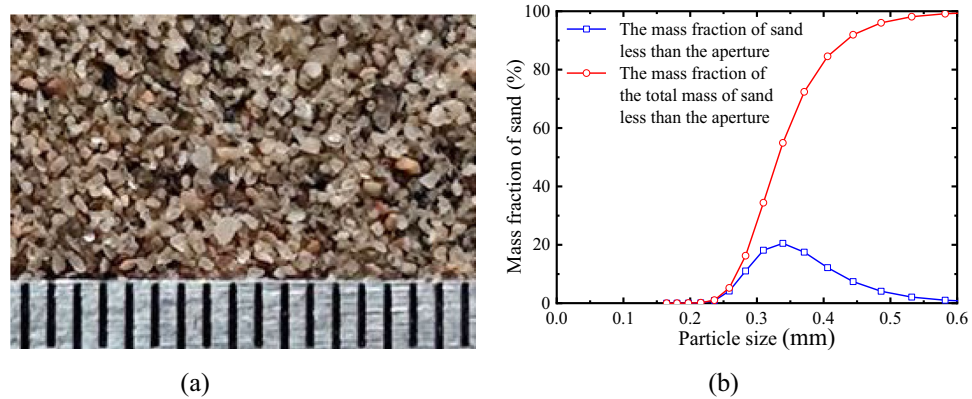 100
80
60
40
20
0
Mass fraction of sand (%)
The mass fraction of sand
less than the aperture
The mass fraction of
the total mass of sand
less than the aperture
0.0 0.1 0.2 0.3 0.4 0.5 0.6
Particle size (mm)
(a)
(b)